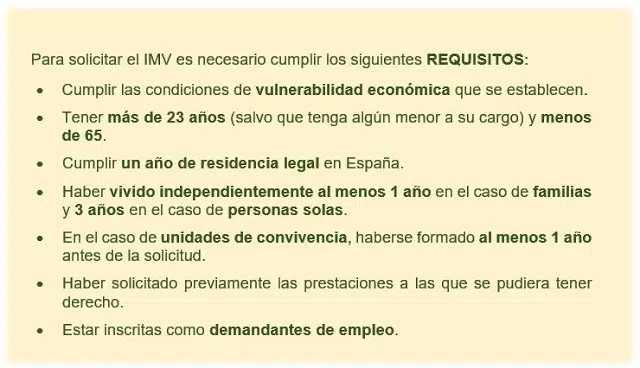 Para solicitar el IMV es necesario cumplir los siguientes REQUISITOS:
• Cumplir las condiciones de vulnerabilidad económica que se establecen.
• Tener más de 23 años (salvo que tenga algún menor a su cargo) y menos
de 65.
• Cumplir un año de residencia legal en España.
• Haber vivido independientemente al menos 1 año en el caso de familias
y 3 años en el caso de personas solas.
• En el caso de unidades de convivencia, haberse formado al menos 1 año
antes de la solicitud.
• Haber solicitado previamente las prestaciones a las que se pudiera tener
derecho.
• Estar inscritas como demandantes de empleo.